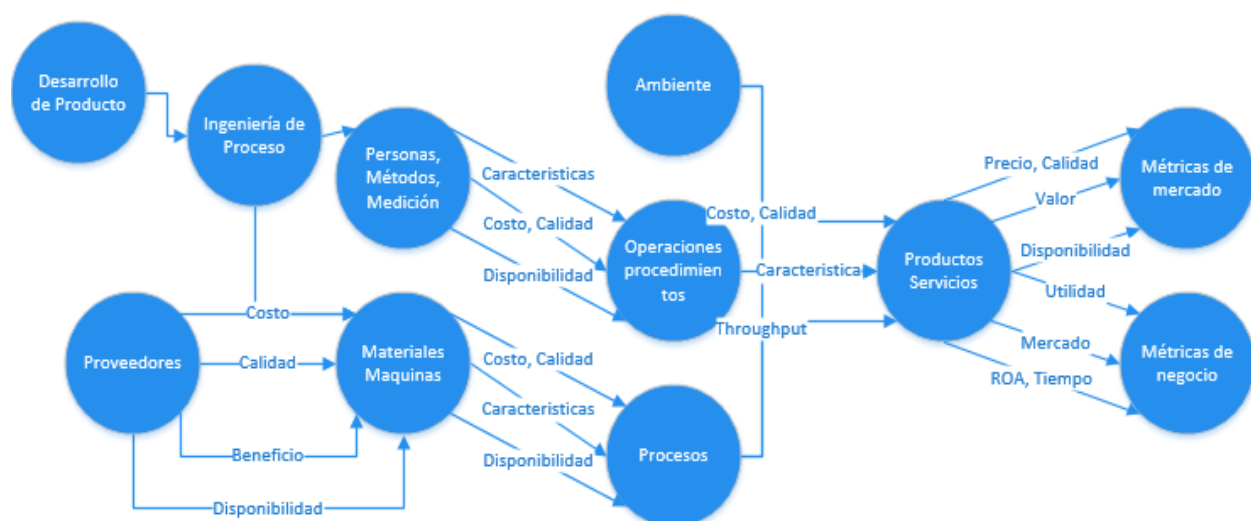 Desarrollo
de Producto
Ingeniería de
Proceso
Personas,
Métodos,
Medición
Ambiente
Caracteristicas
Costo, Calidad
Disponibilidad
Operaciones
procedimien
tos
Costo, Calidad
Caracteristica
Throughput
Productos
Servicios
Precio, Calidad
Valor
Disponibilidad
Utilidad
Mercado
ROA, Tiempo
Métricas de
mercado
Métricas de
negocio
Proveedores
Costo
Calidad
Beneficio
Disponibilidad
Materiales
Maquinas
Costo, Calidad
Caracteristicas
Disponibilidad
Procesos